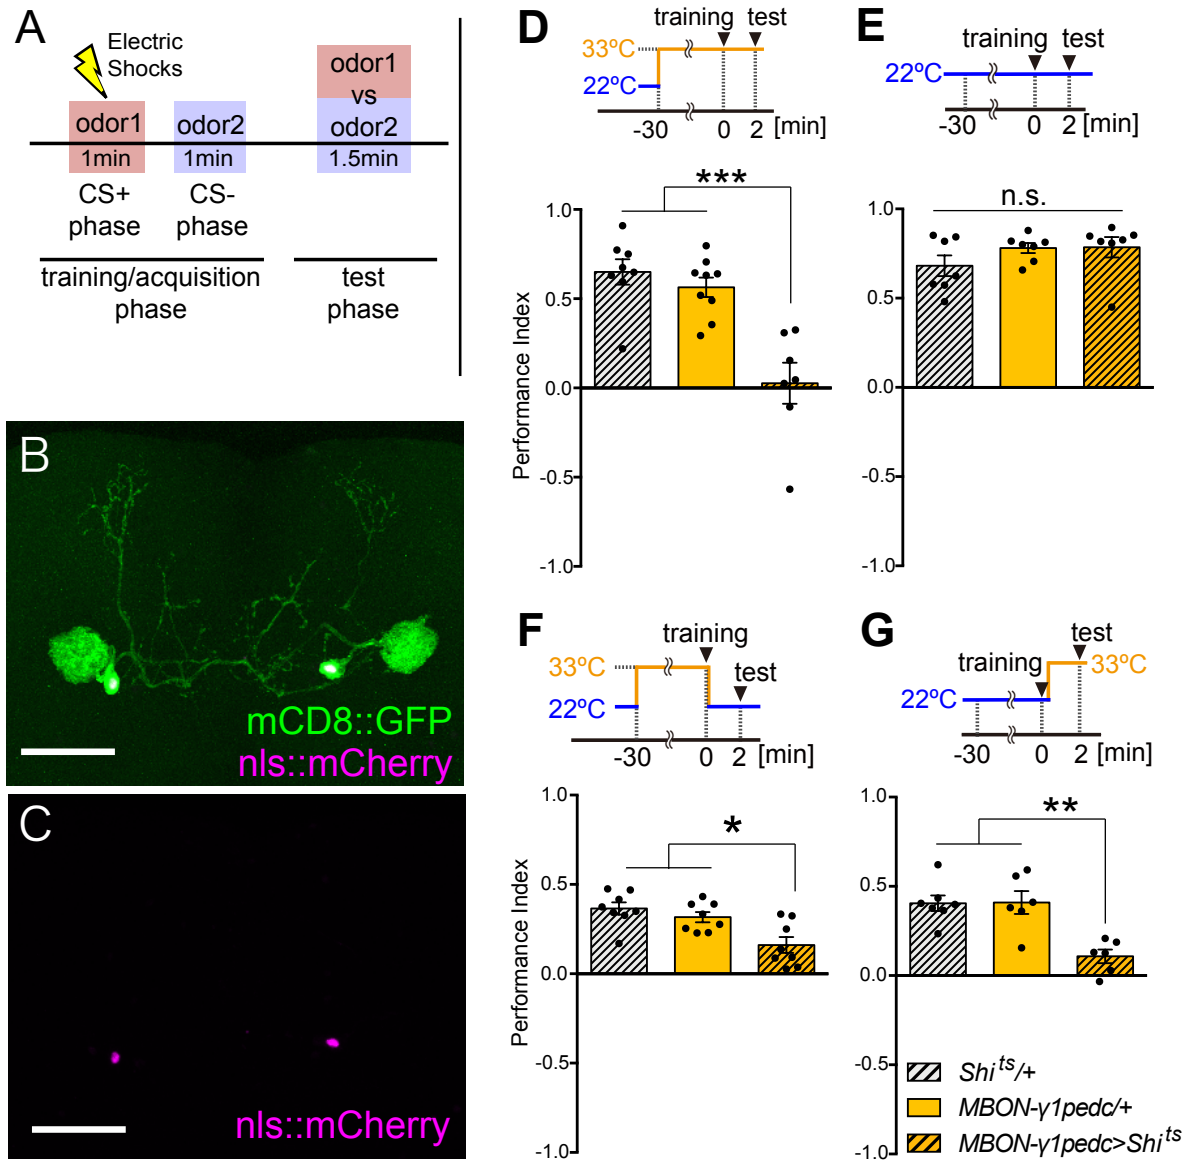 A
Electric
Shocks
odor1
odor2
odor1
vs
odor2
1min
1min
1.5min
CS+
phase
CS-
phase
training/acquisition
phase
test
phase
B
mCD8::GFP
nls::mCherry
C
nls::mCherry
D
training
test
33ºC
22ºC
-30
0
2
[min]
***
Performance Index
1.0
0.5
0.0
-0.5
-1.0
E
training
test
22ºC
-30
0
2
[min]
n.s.
1.0
0.5
0.0
-0.5
-1.0
F
training
33ºC
test
22ºC
-30
0
2
[min]
*
Performance Index
1.0
0.5
0.0
-0.5
-1.0
G
test
training
33ºC
22ºC
-30
0
2
[min]
**
1.0
0.5
0.0
-0.5
-1.0
Shi^ts/+
MBON-γ1pedc/+
MBON-γ1pedc>Shi^ts